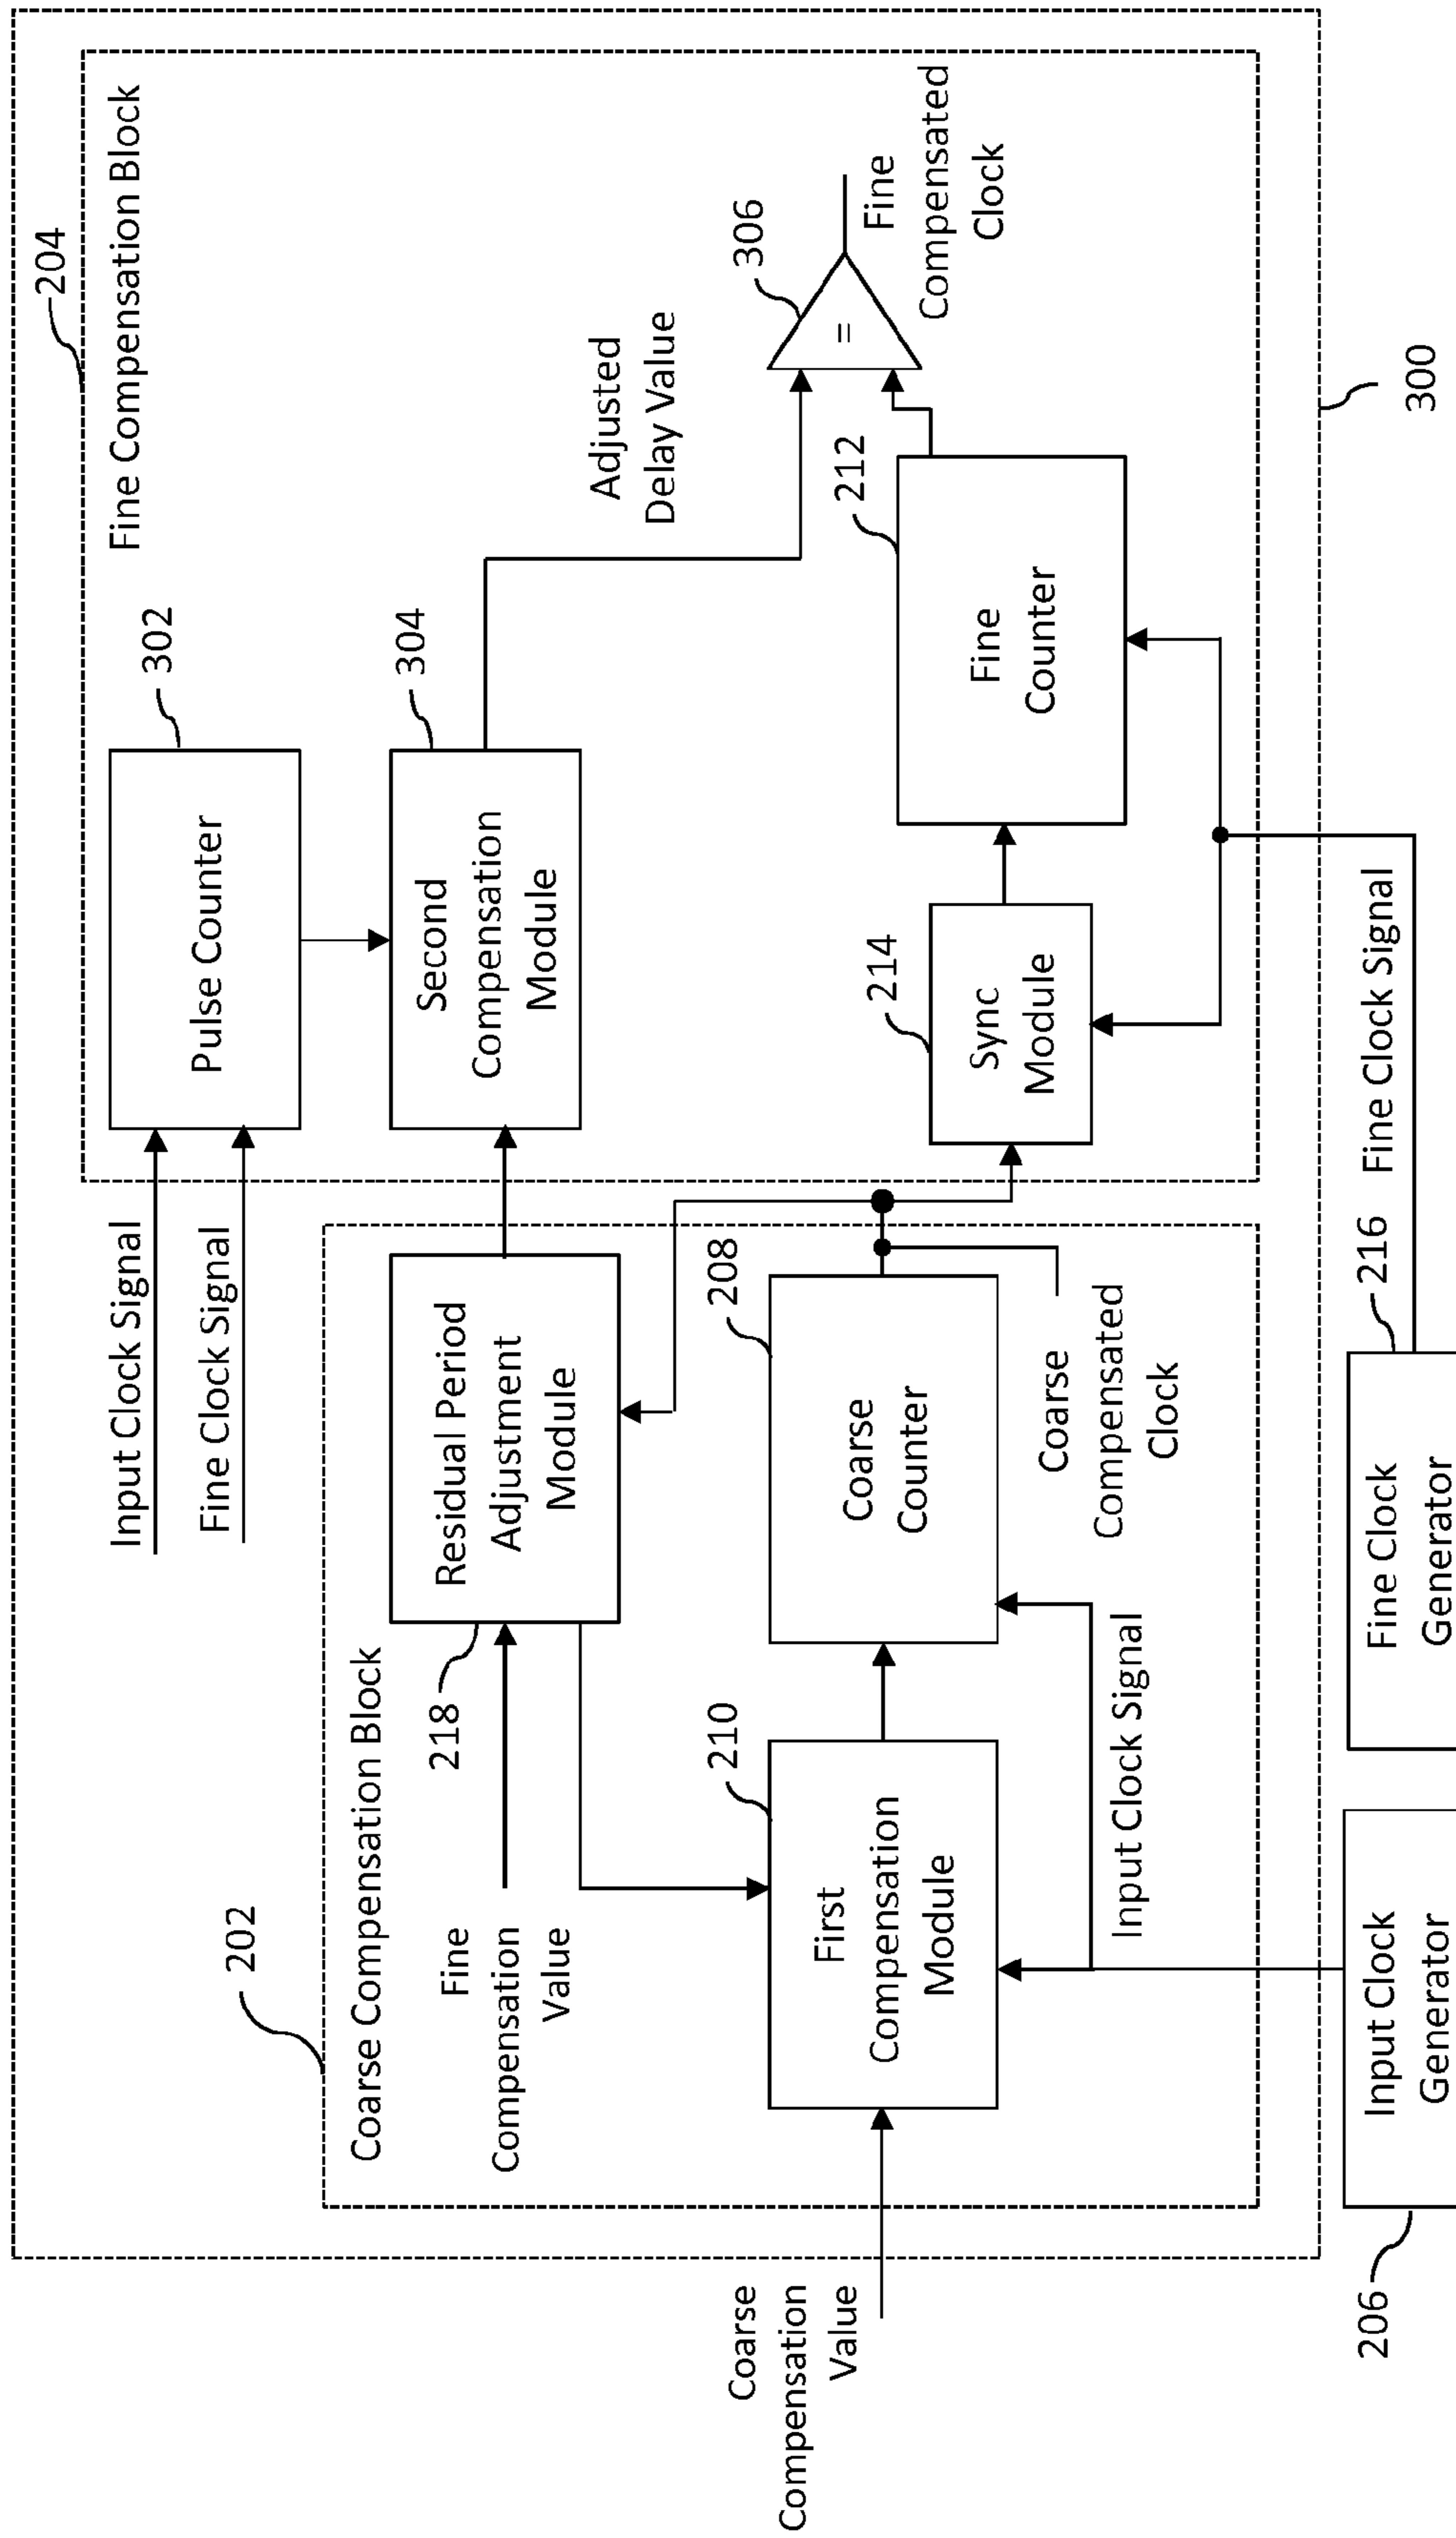 204
Fine Compensation Block
Input Clock Signal
Fine Clock Signal
Pulse Counter
302
Second
Compensation
Module
304
Adjusted
Delay Value
306
=
Fine
Compensated
Clock
202
Coarse Compensation Block
Fine
Compensation
Value
218
Residual Period
Adjustment
Module
Coarse
Compensation
Value
First
Compensation
Module
210
Coarse
Counter
208
Input Clock Signal
Coarse
Compensated
Clock
Sync
Module
214
Fine
Counter
212
206
Input Clock
Generator
Fine Clock
Generator
216
Fine Clock Signal
300